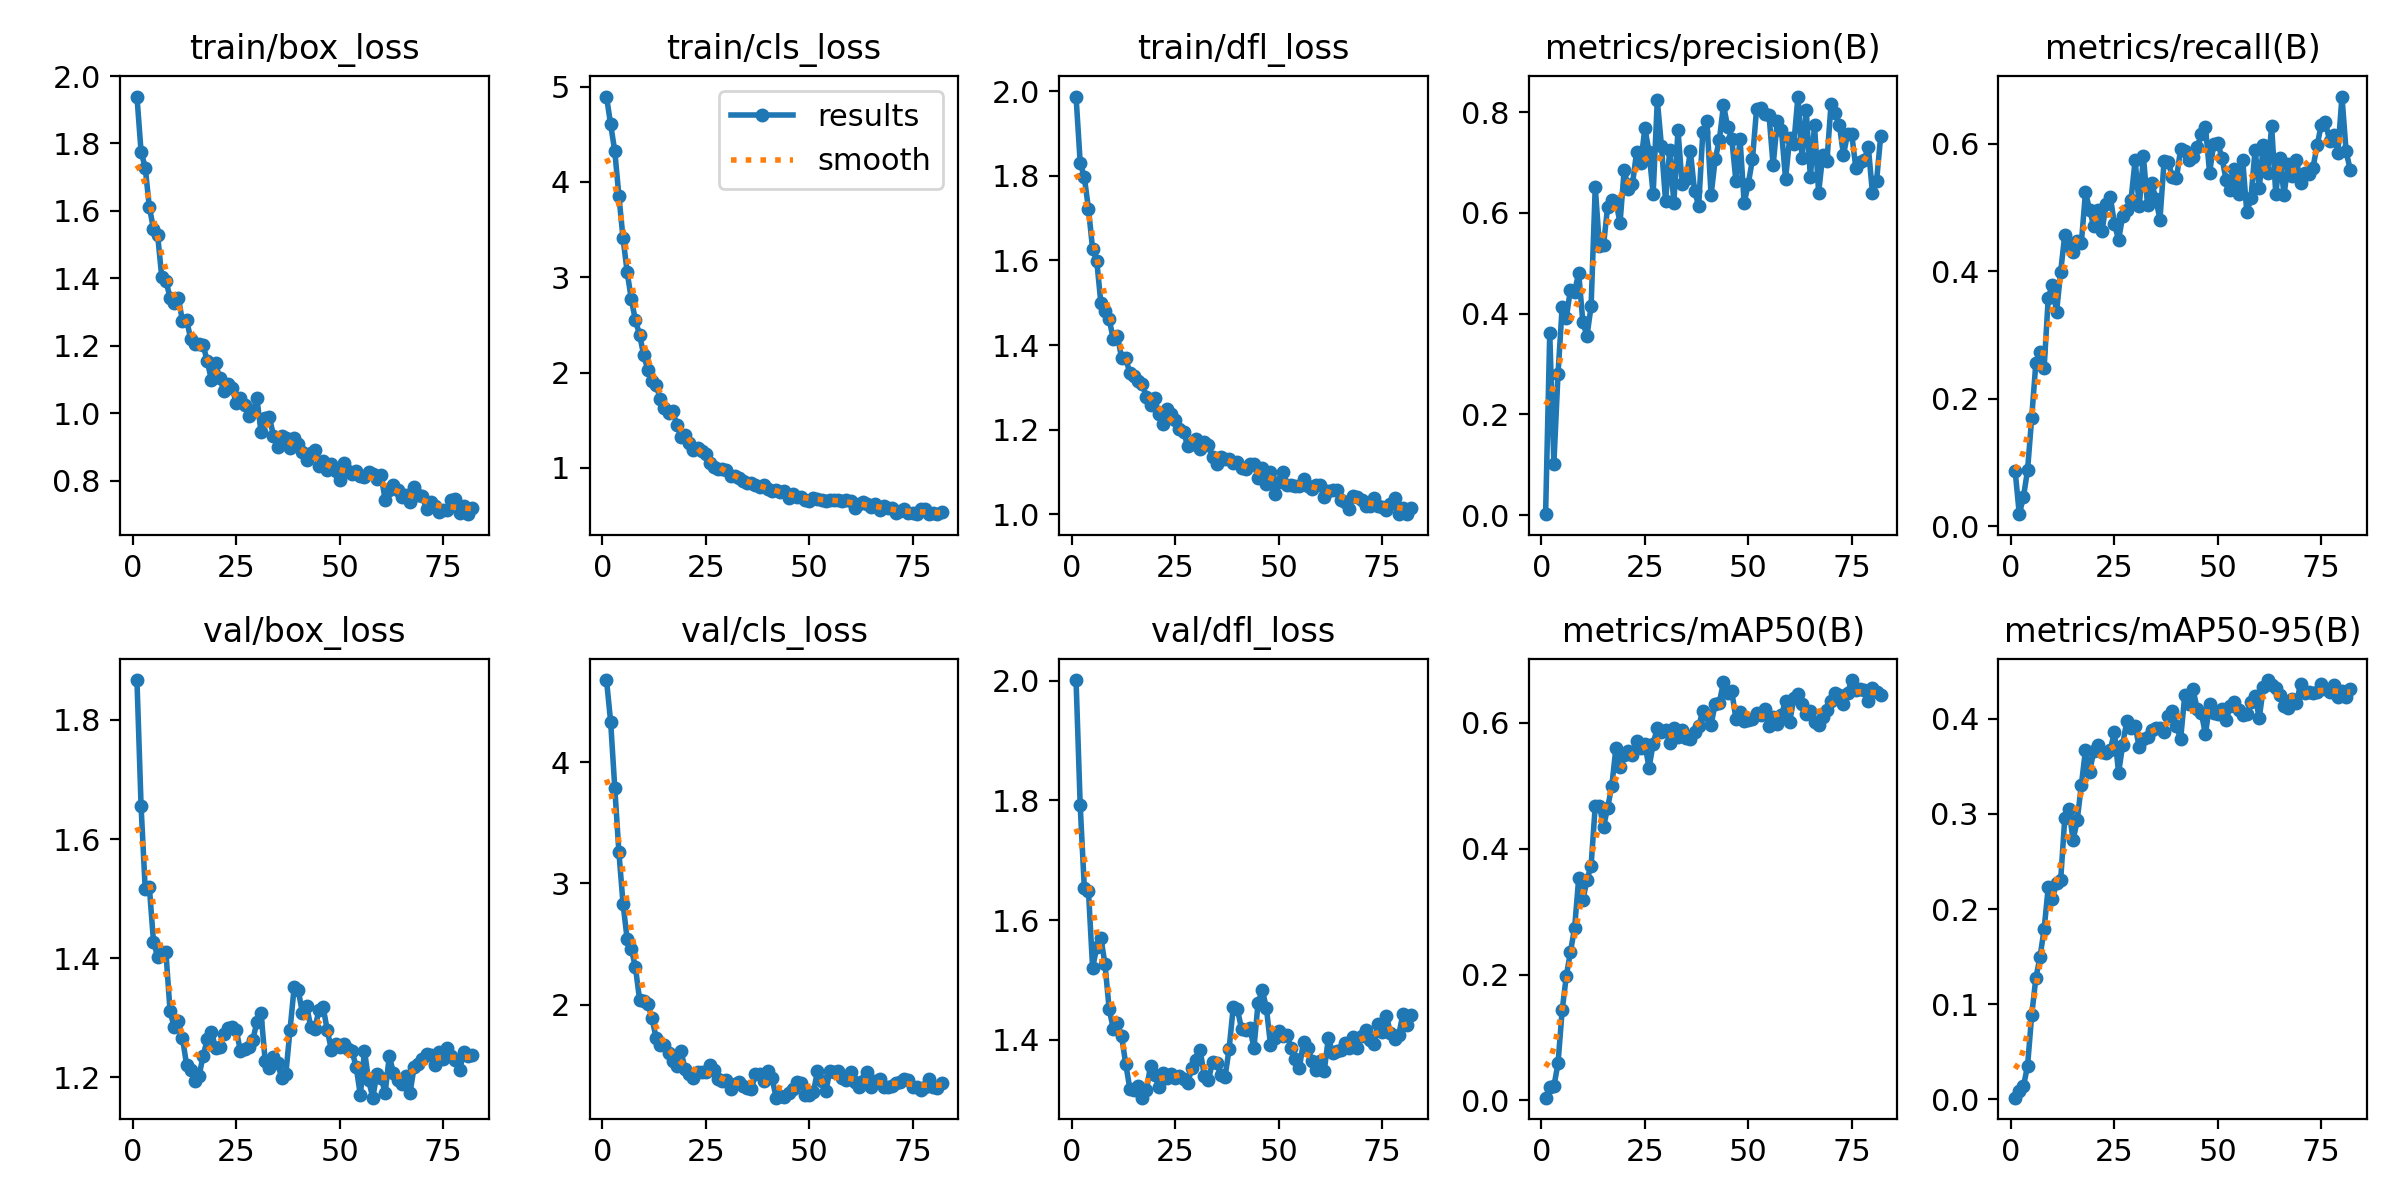 train/box_loss
2.0
1.8
1.6
1.4
1.2
1.0
0.8
0 25 50 75
train/cls_loss
results
smooth
5
4
3
2
1
0 25 50 75
train/dfl_loss
2.0
1.8
1.6
1.4
1.2
1.0
0 25 50 75
metrics/precision(B)
0.8
0.6
0.4
0.2
0.0
0 25 50 75
metrics/recall(B)
0.6
0.4
0.2
0.0
0 25 50 75
val/box_loss
1.8
1.6
1.4
1.2
0 25 50 75
val/cls_loss
4
3
2
0 25 50 75
val/dfl_loss
2.0
1.8
1.6
1.4
0 25 50 75
metrics/mAP50(B)
0.6
0.4
0.2
0.0
0 25 50 75
metrics/mAP50-95(B)
0.4
0.3
0.2
0.1
0.0
0 25 50 75